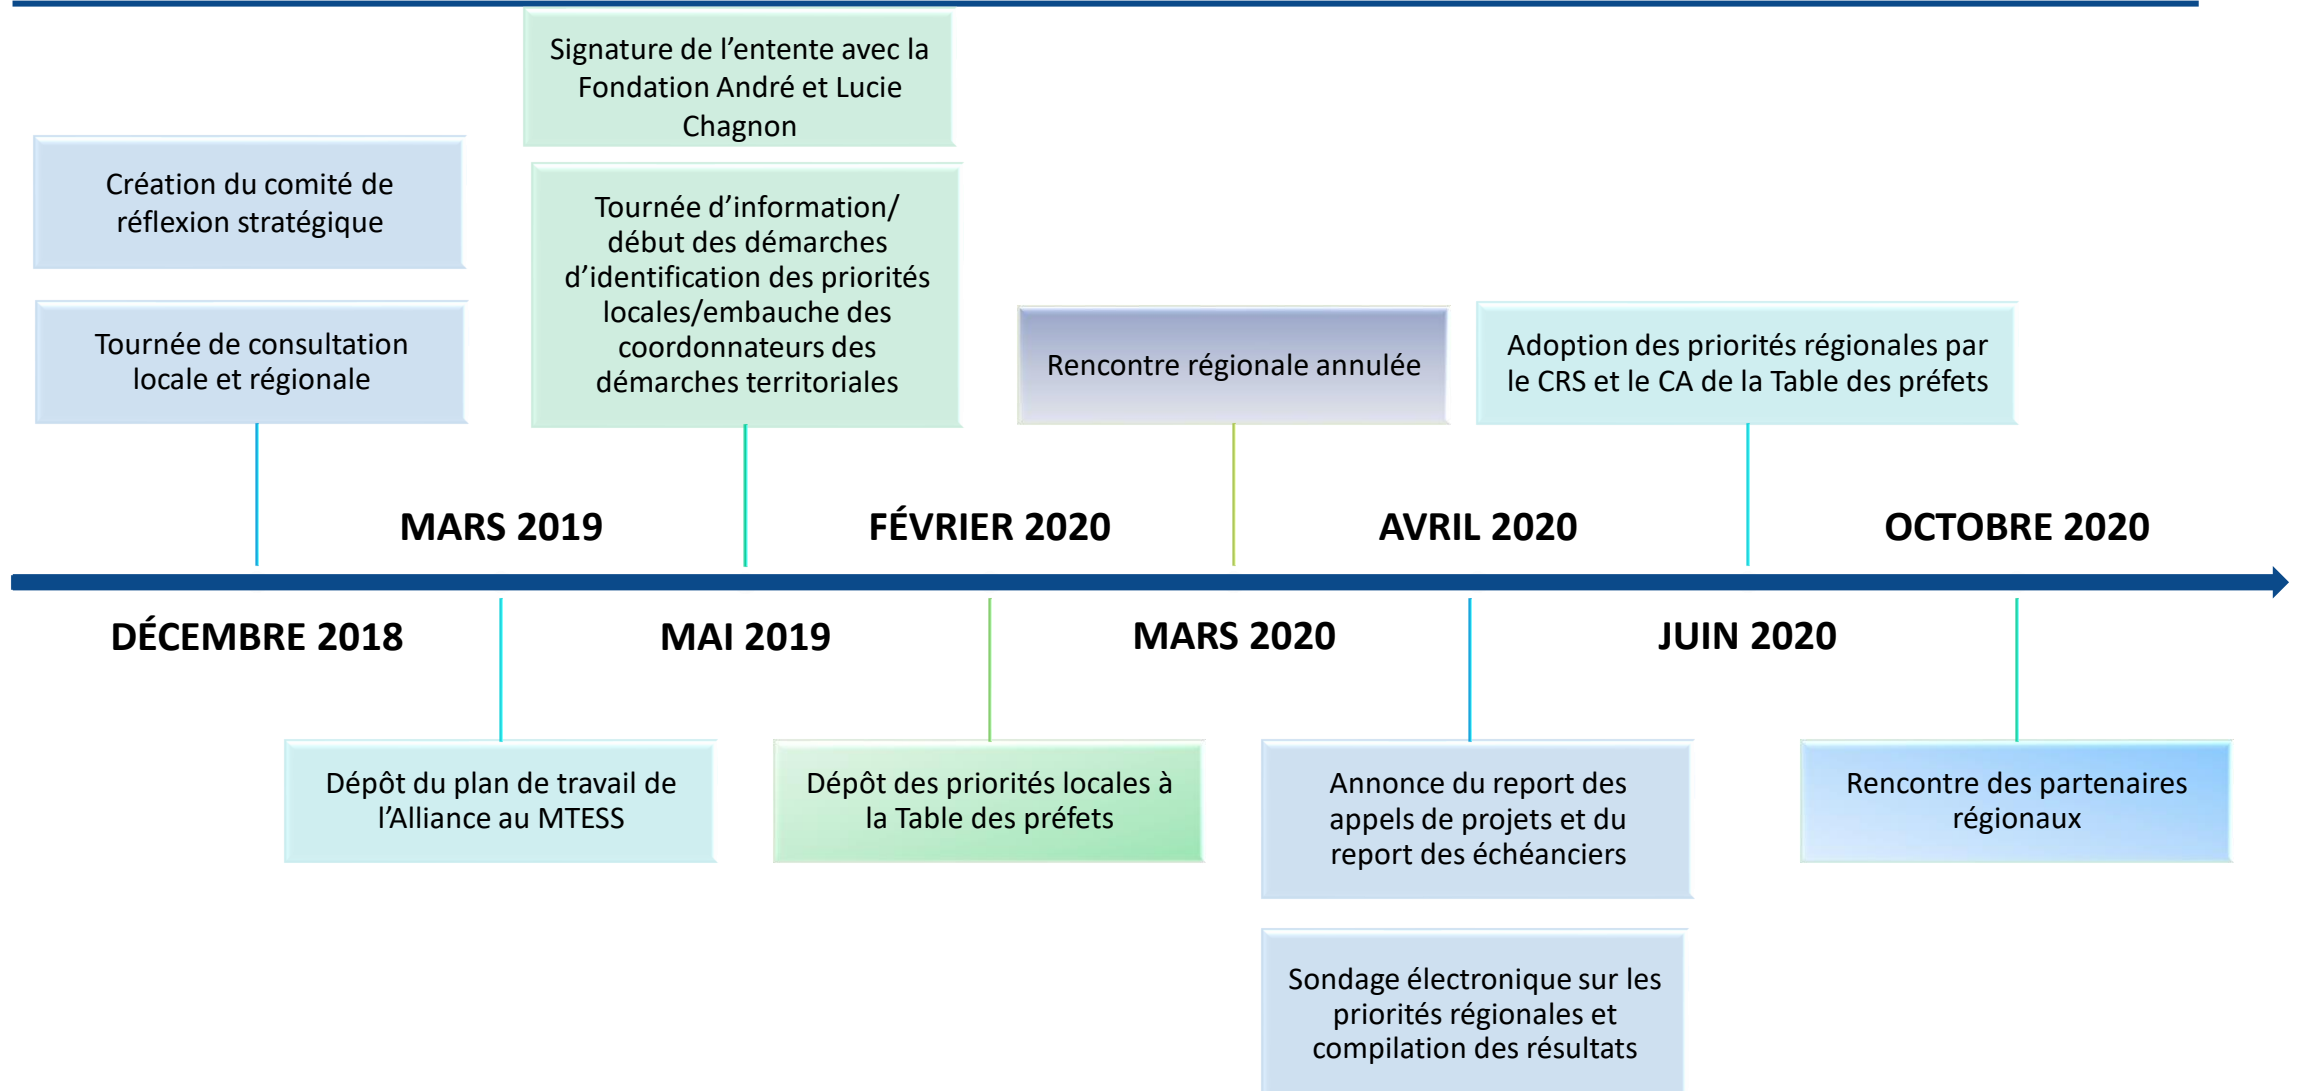 Signature de l’entente avec la
Fondation André et Lucie
Chagnon
Création du comité de
réflexion stratégique
Tournée d’information/
début des démarches
d’identification des priorités
locales/embauche des
coordonnateurs des
démarches territoriales
Tournée de consultation
locale et régionale
Rencontre régionale annulée
Adoption des priorités régionales par
le CRS et le CA de la Table des préfets
MARS 2019
FÉVRIER 2020
AVRIL 2020
OCTOBRE 2020
DÉCEMBRE 2018
MAI 2019
MARS 2020
JUIN 2020
Dépôt du plan de travail de
l’Alliance au MTESS
Dépôt des priorités locales à
la Table des préfets
Annonce du report des
appels de projets et du
report des échéanciers
Rencontre des partenaires
régionaux
Sondage électronique sur les
priorités régionales et
compilation des résultats